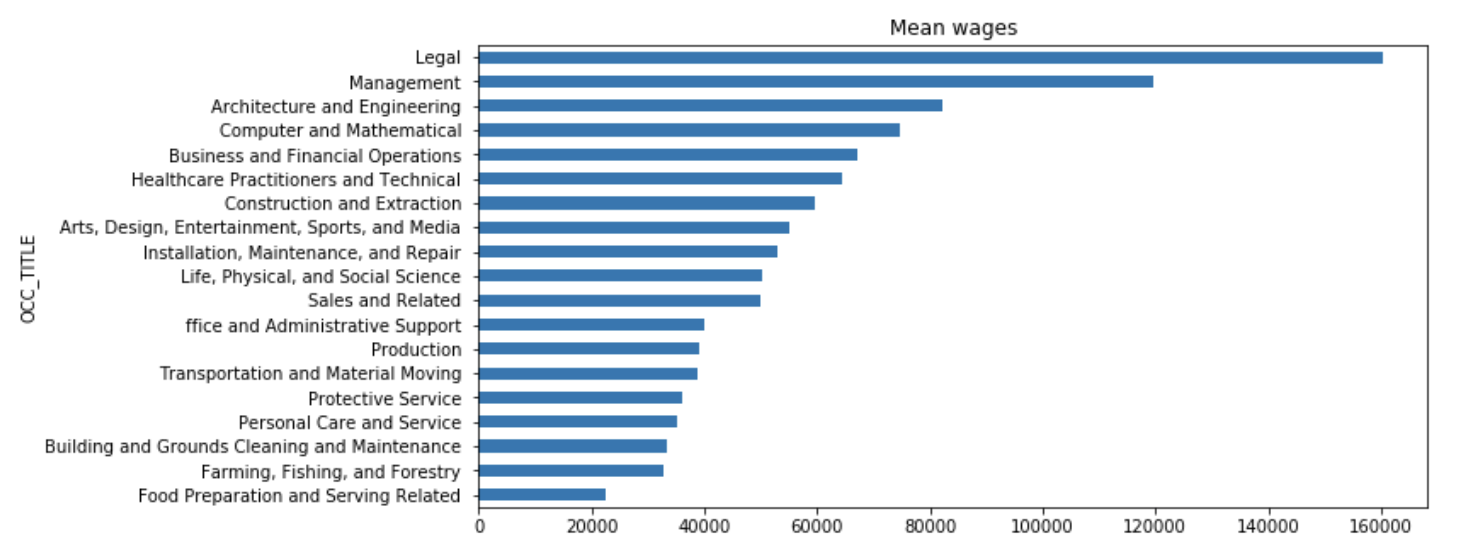 Mean wages
Legal
Management
Architecture and Engineering
Computer and Mathematical
Business and Financial Operations
Healthcare Practitioners and Technical
Construction and Extraction
Arts, Design, Entertainment, Sports, and Media
Installation, Maintenance, and Repair
Life, Physical, and Social Science
Sales and Related
ffice and Administrative Support
Production
Transportation and Material Moving
Protective Service
Personal Care and Service
Building and Grounds Cleaning and Maintenance
Farming, Fishing, and Forestry
Food Preparation and Serving Related
OCC_TITLE
0 20000 40000 60000 80000 100000 120000 140000 160000